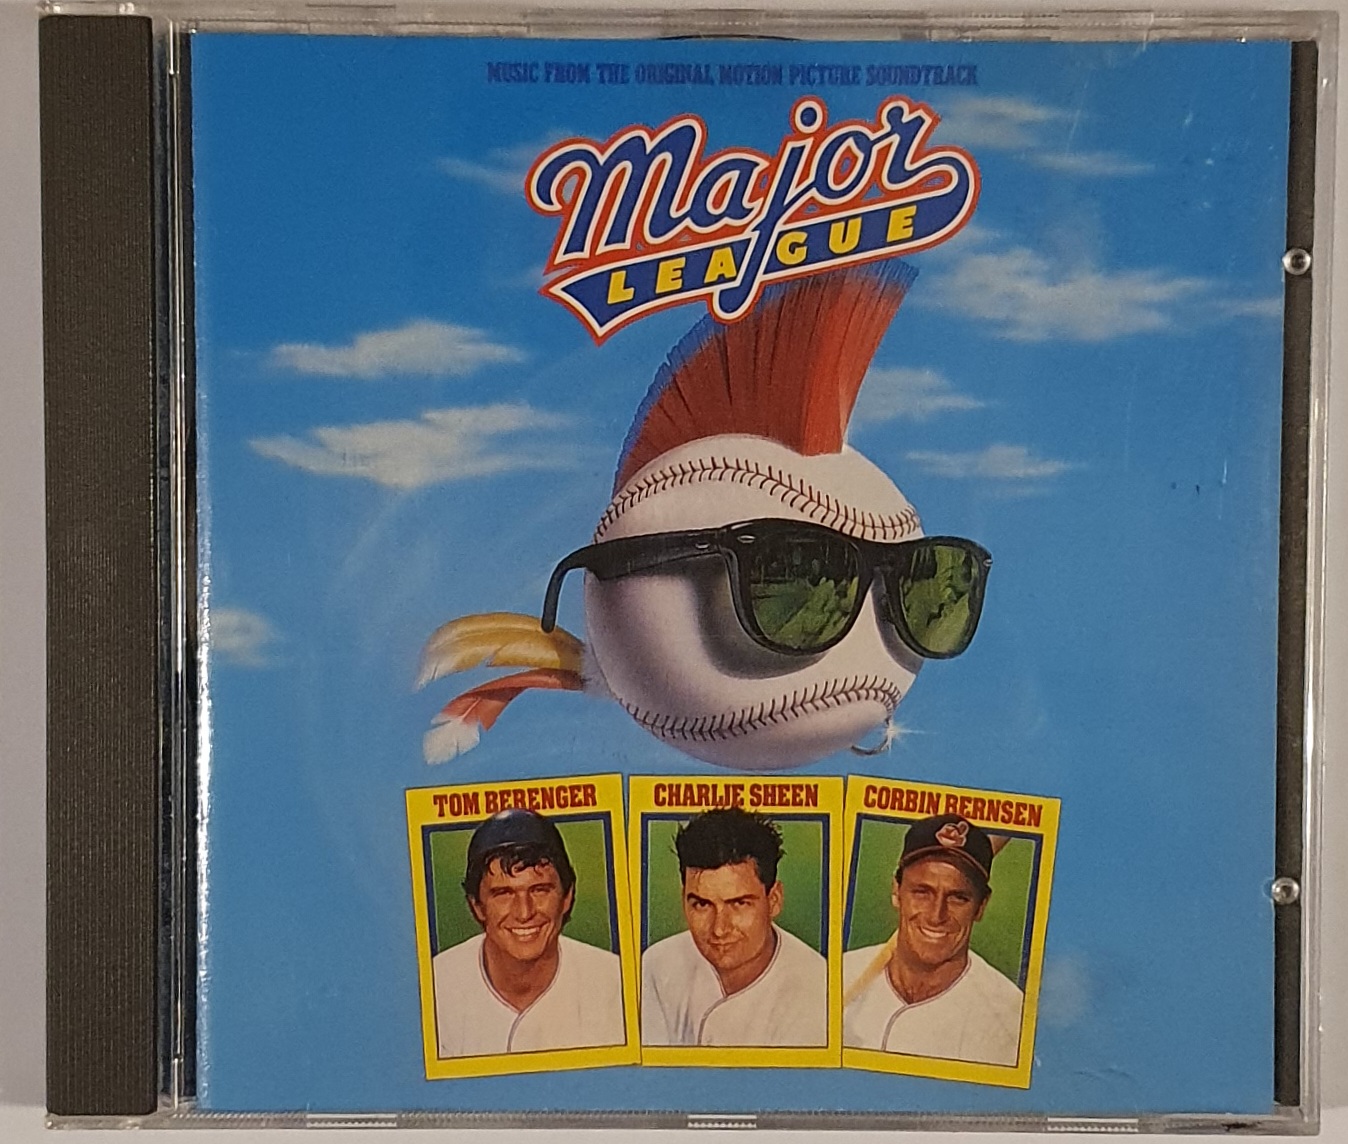 MUSIC FROM THE ORIGINAL MOTION PICTURE SOUNDTRACK
Major
LEAGUE
TOM BERENGER
CHARLIE SHEEN
CORBIN BERNSEN